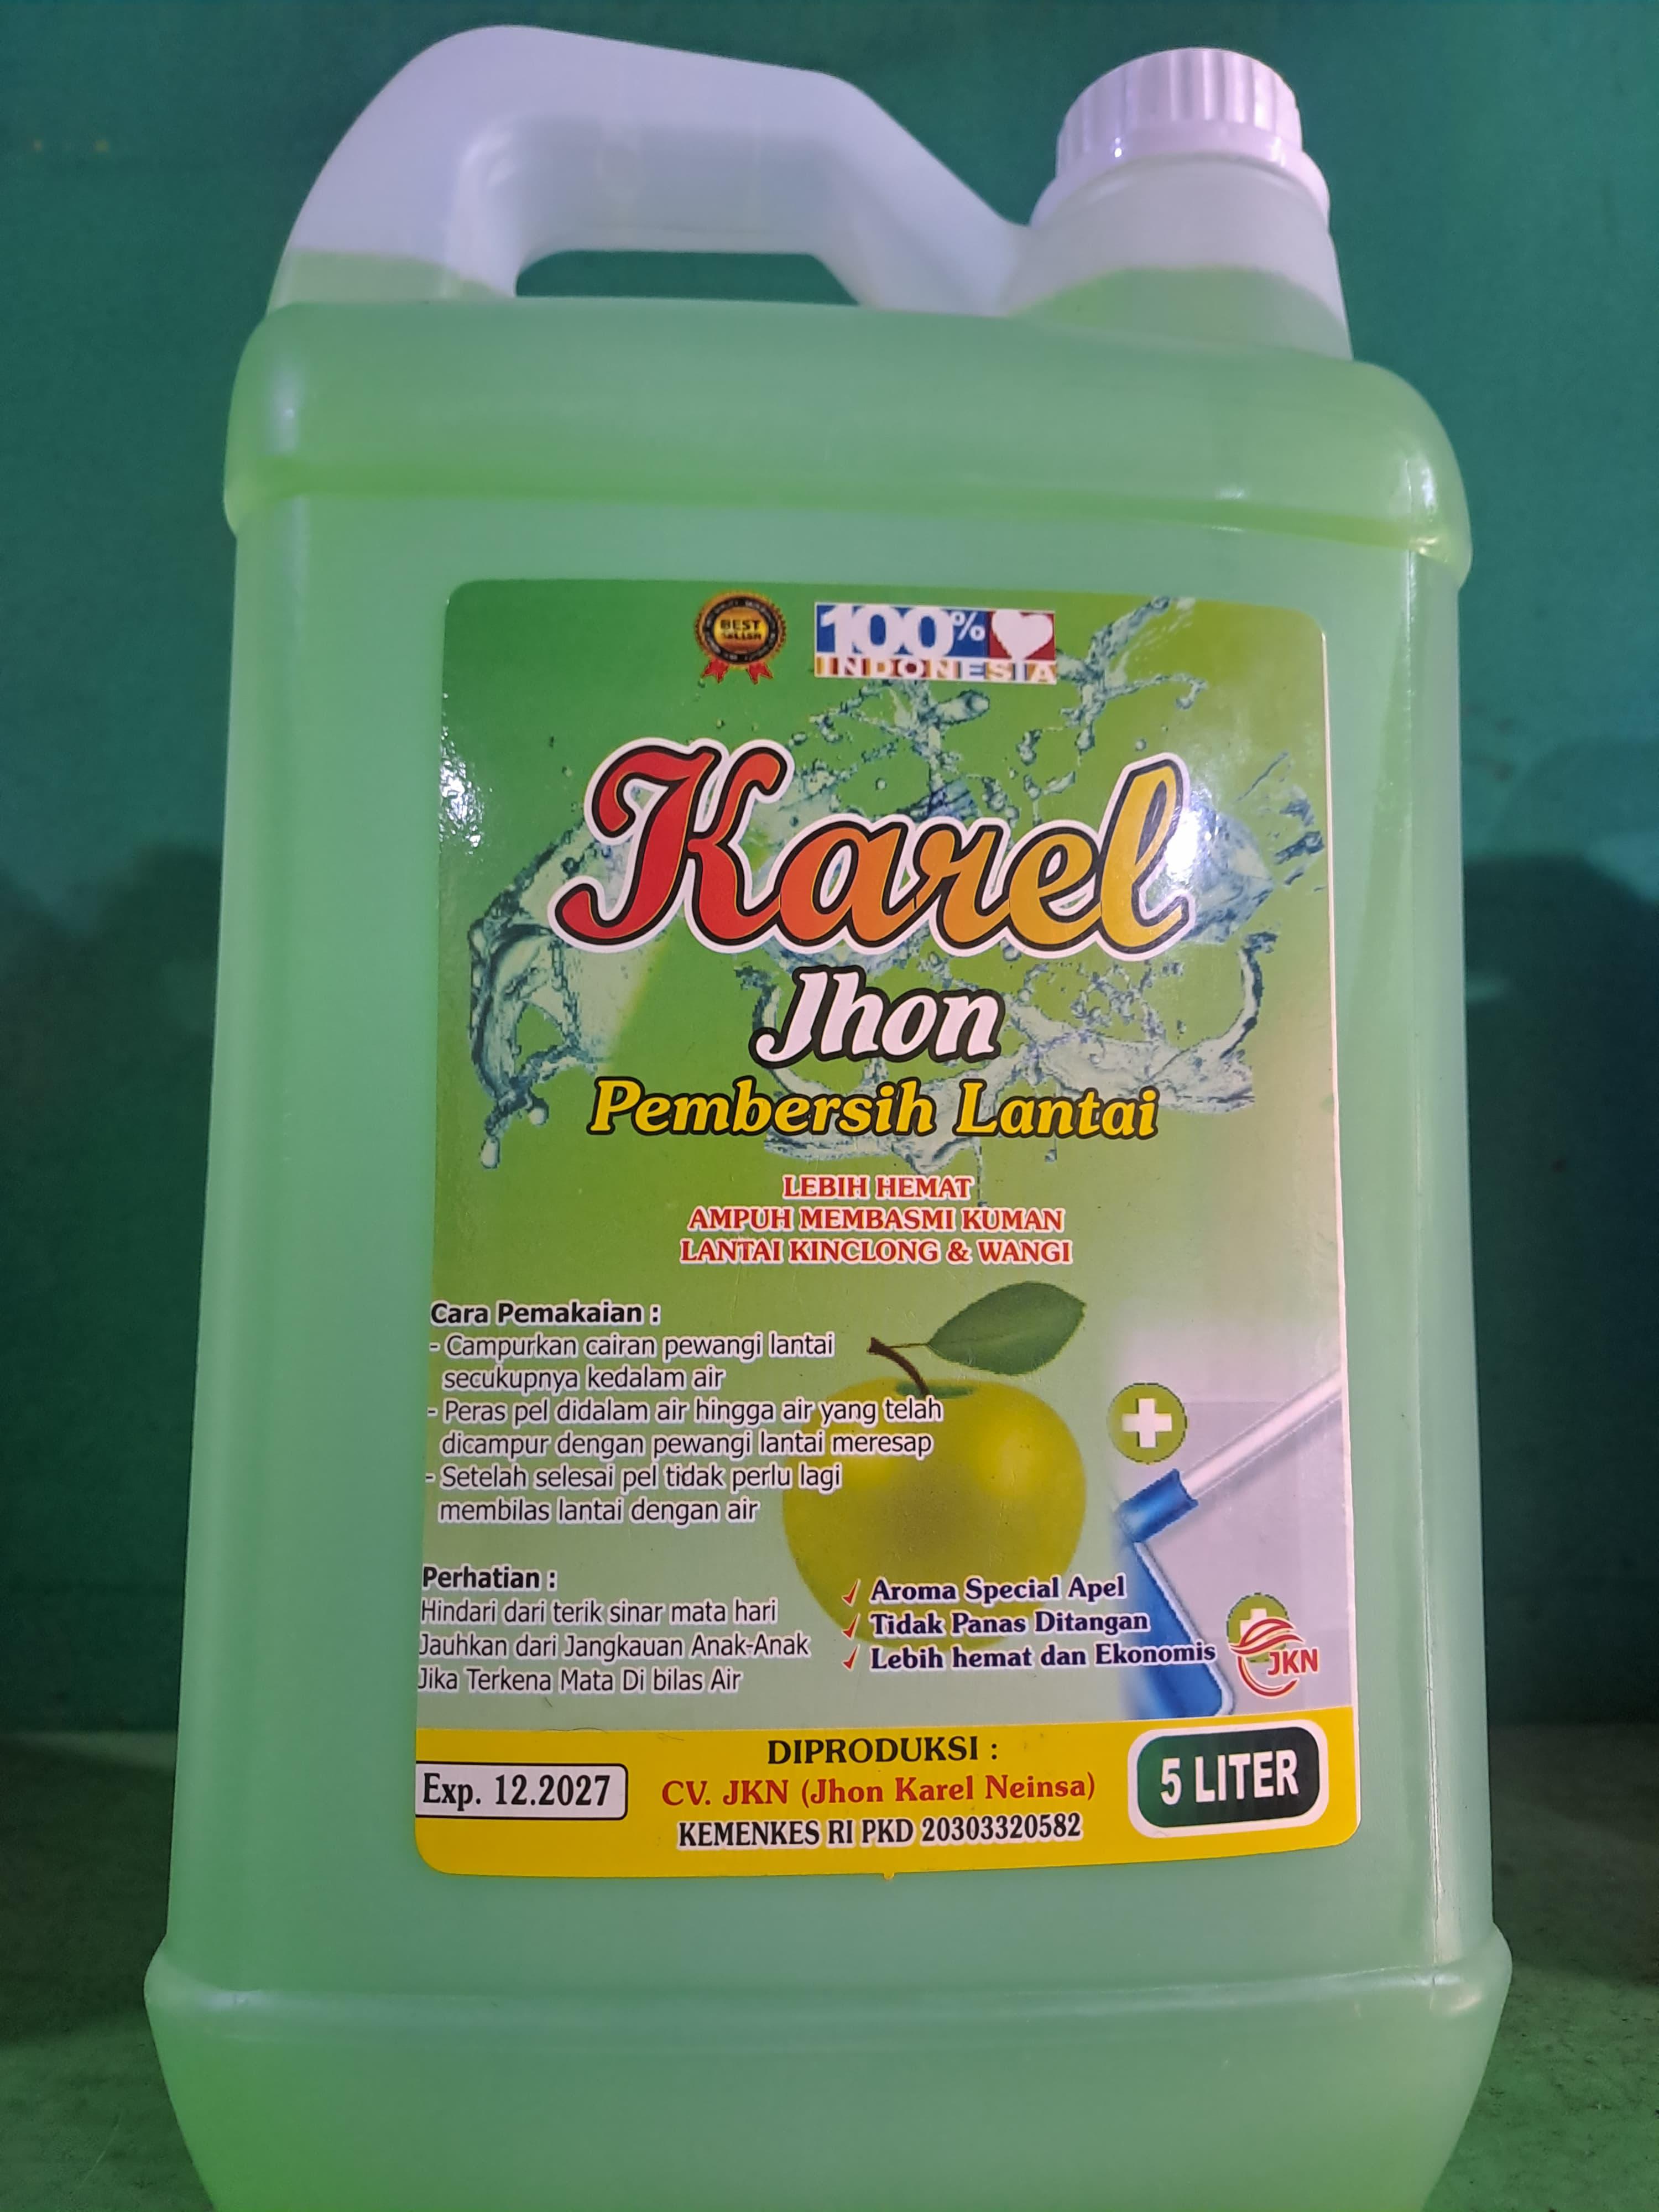 BEST
SELLER
100%
INDONESIA
Karel
Jhon
Pembersih Lantai
LEBIH HEMAT
AMPUH MEMBASMI KUMAN
LANTAI KINCLONG & WANGI
Cara Pemakaian :
- Campurkan cairan pewangi lantai
secukupnya kedalam air
- Peras pel didalam air hingga air yang telah
dicampur dengan pewangi lantai meresap
- Setelah selesai pel tidak perlu lagi
membilas lantai dengan air
Perhatian :
Hindari dari terik sinar mata hari
Jauhkan dari Jangkauan Anak-Anak
Jika Terkena Mata Di bilas Air
✓ Aroma Special Apel
✓ Tidak Panas Ditangan
✓ Lebih hemat dan Ekonomis
JKN
DIPRODUKSI :
Exp. 12.2027
CV. JKN (Jhon Karel Neinsa)
KEMENKES RI PKD 20303320582
5 LITER